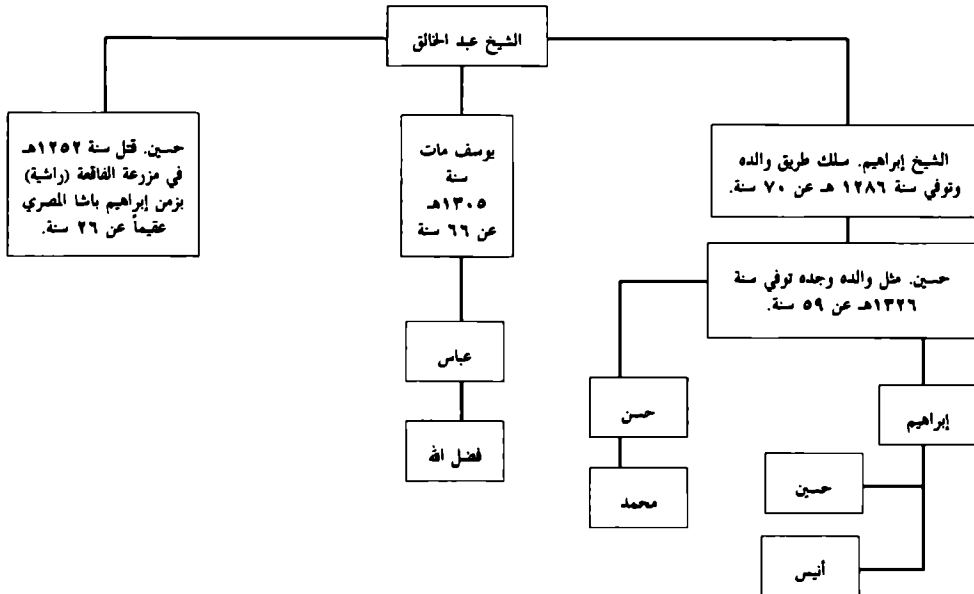 الشيخ عبد الخالق
الشيخ إبراهيم. سلك طريق والده
وتوفي سنة ١٢٨٦ هـ عن ٧٠ سنة.
يوسف مات
سنة
١٣٠٥هـ
عن ٦٦ سنة
حسين. قتل سنة ١٢٥٢هـ
في مزرعة الفاقعة (راشية)
بزمن إبراهيم باشا المصري
عقيماً عن ٢٦ سنة.
حسين. مثل والده وجده توفي سنة
١٣٢٦هـ عن ٥٩ سنة.
عباس
إبراهيم
حسن
فضل الله
حسين
محمد
أنيس